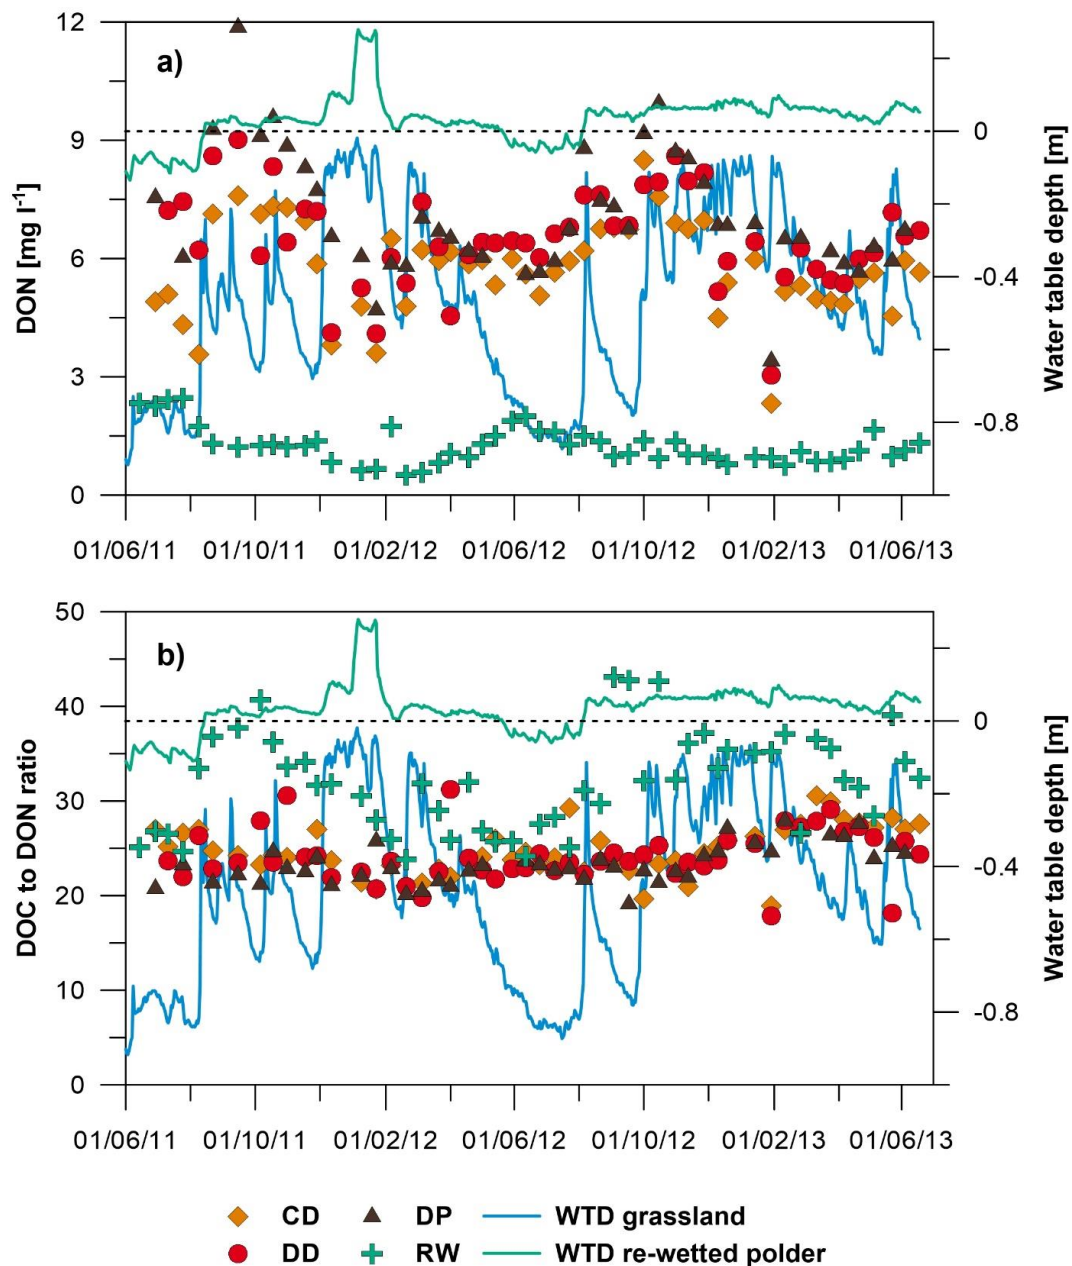 a)
12
9
6
3
0
DON [mg l⁻¹]
0
-0.4
-0.8
Water table depth [m]
01/06/11 01/10/11 01/02/12 01/06/12 01/10/12 01/02/13 01/06/13
b)
50
40
30
20
10
0
DOC to DON ratio
0
-0.4
-0.8
Water table depth [m]
01/06/11 01/10/11 01/02/12 01/06/12 01/10/12 01/02/13 01/06/13
CD DP WTD grassland
DD RW WTD re-wetted polder